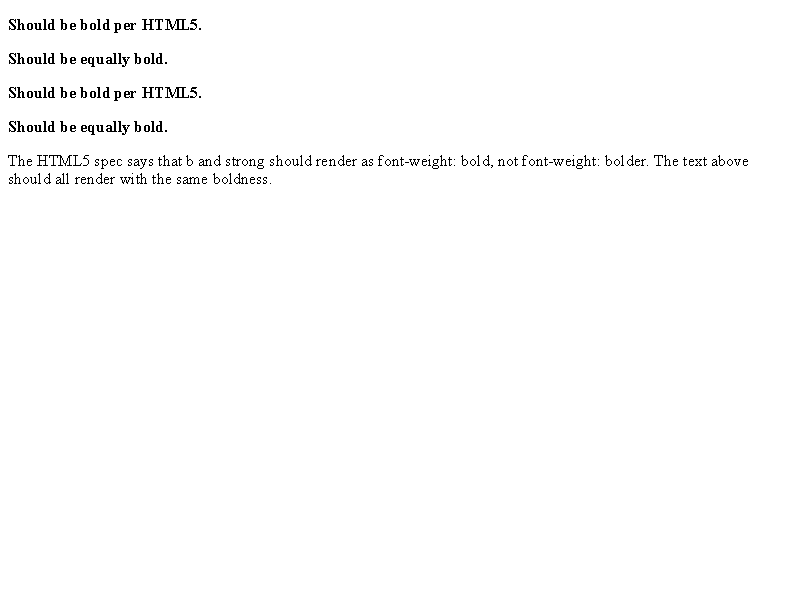 Should be bold per HTML5.
Should be equally bold.
Should be bold per HTML5.
Should be equally bold.
The HTML5 spec says that b and strong should render as font-weight: bold, not font-weight: bolder. The text above
should all render with the same boldness.